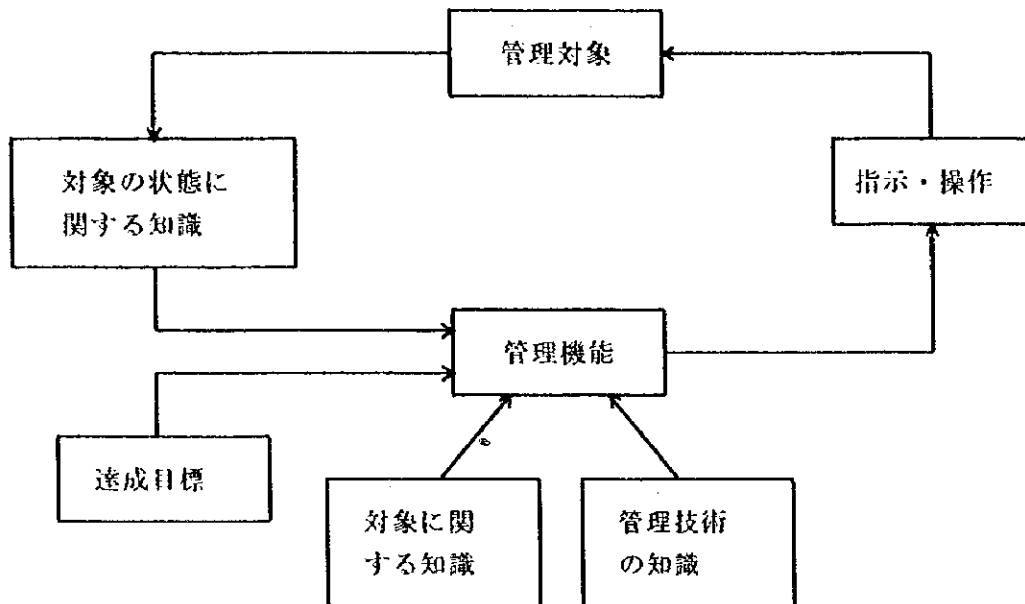 管理対象
対象の状態に
関する知識
指示・操作
管理機能
達成目標
対象に関
する知識
管理技術
の知識